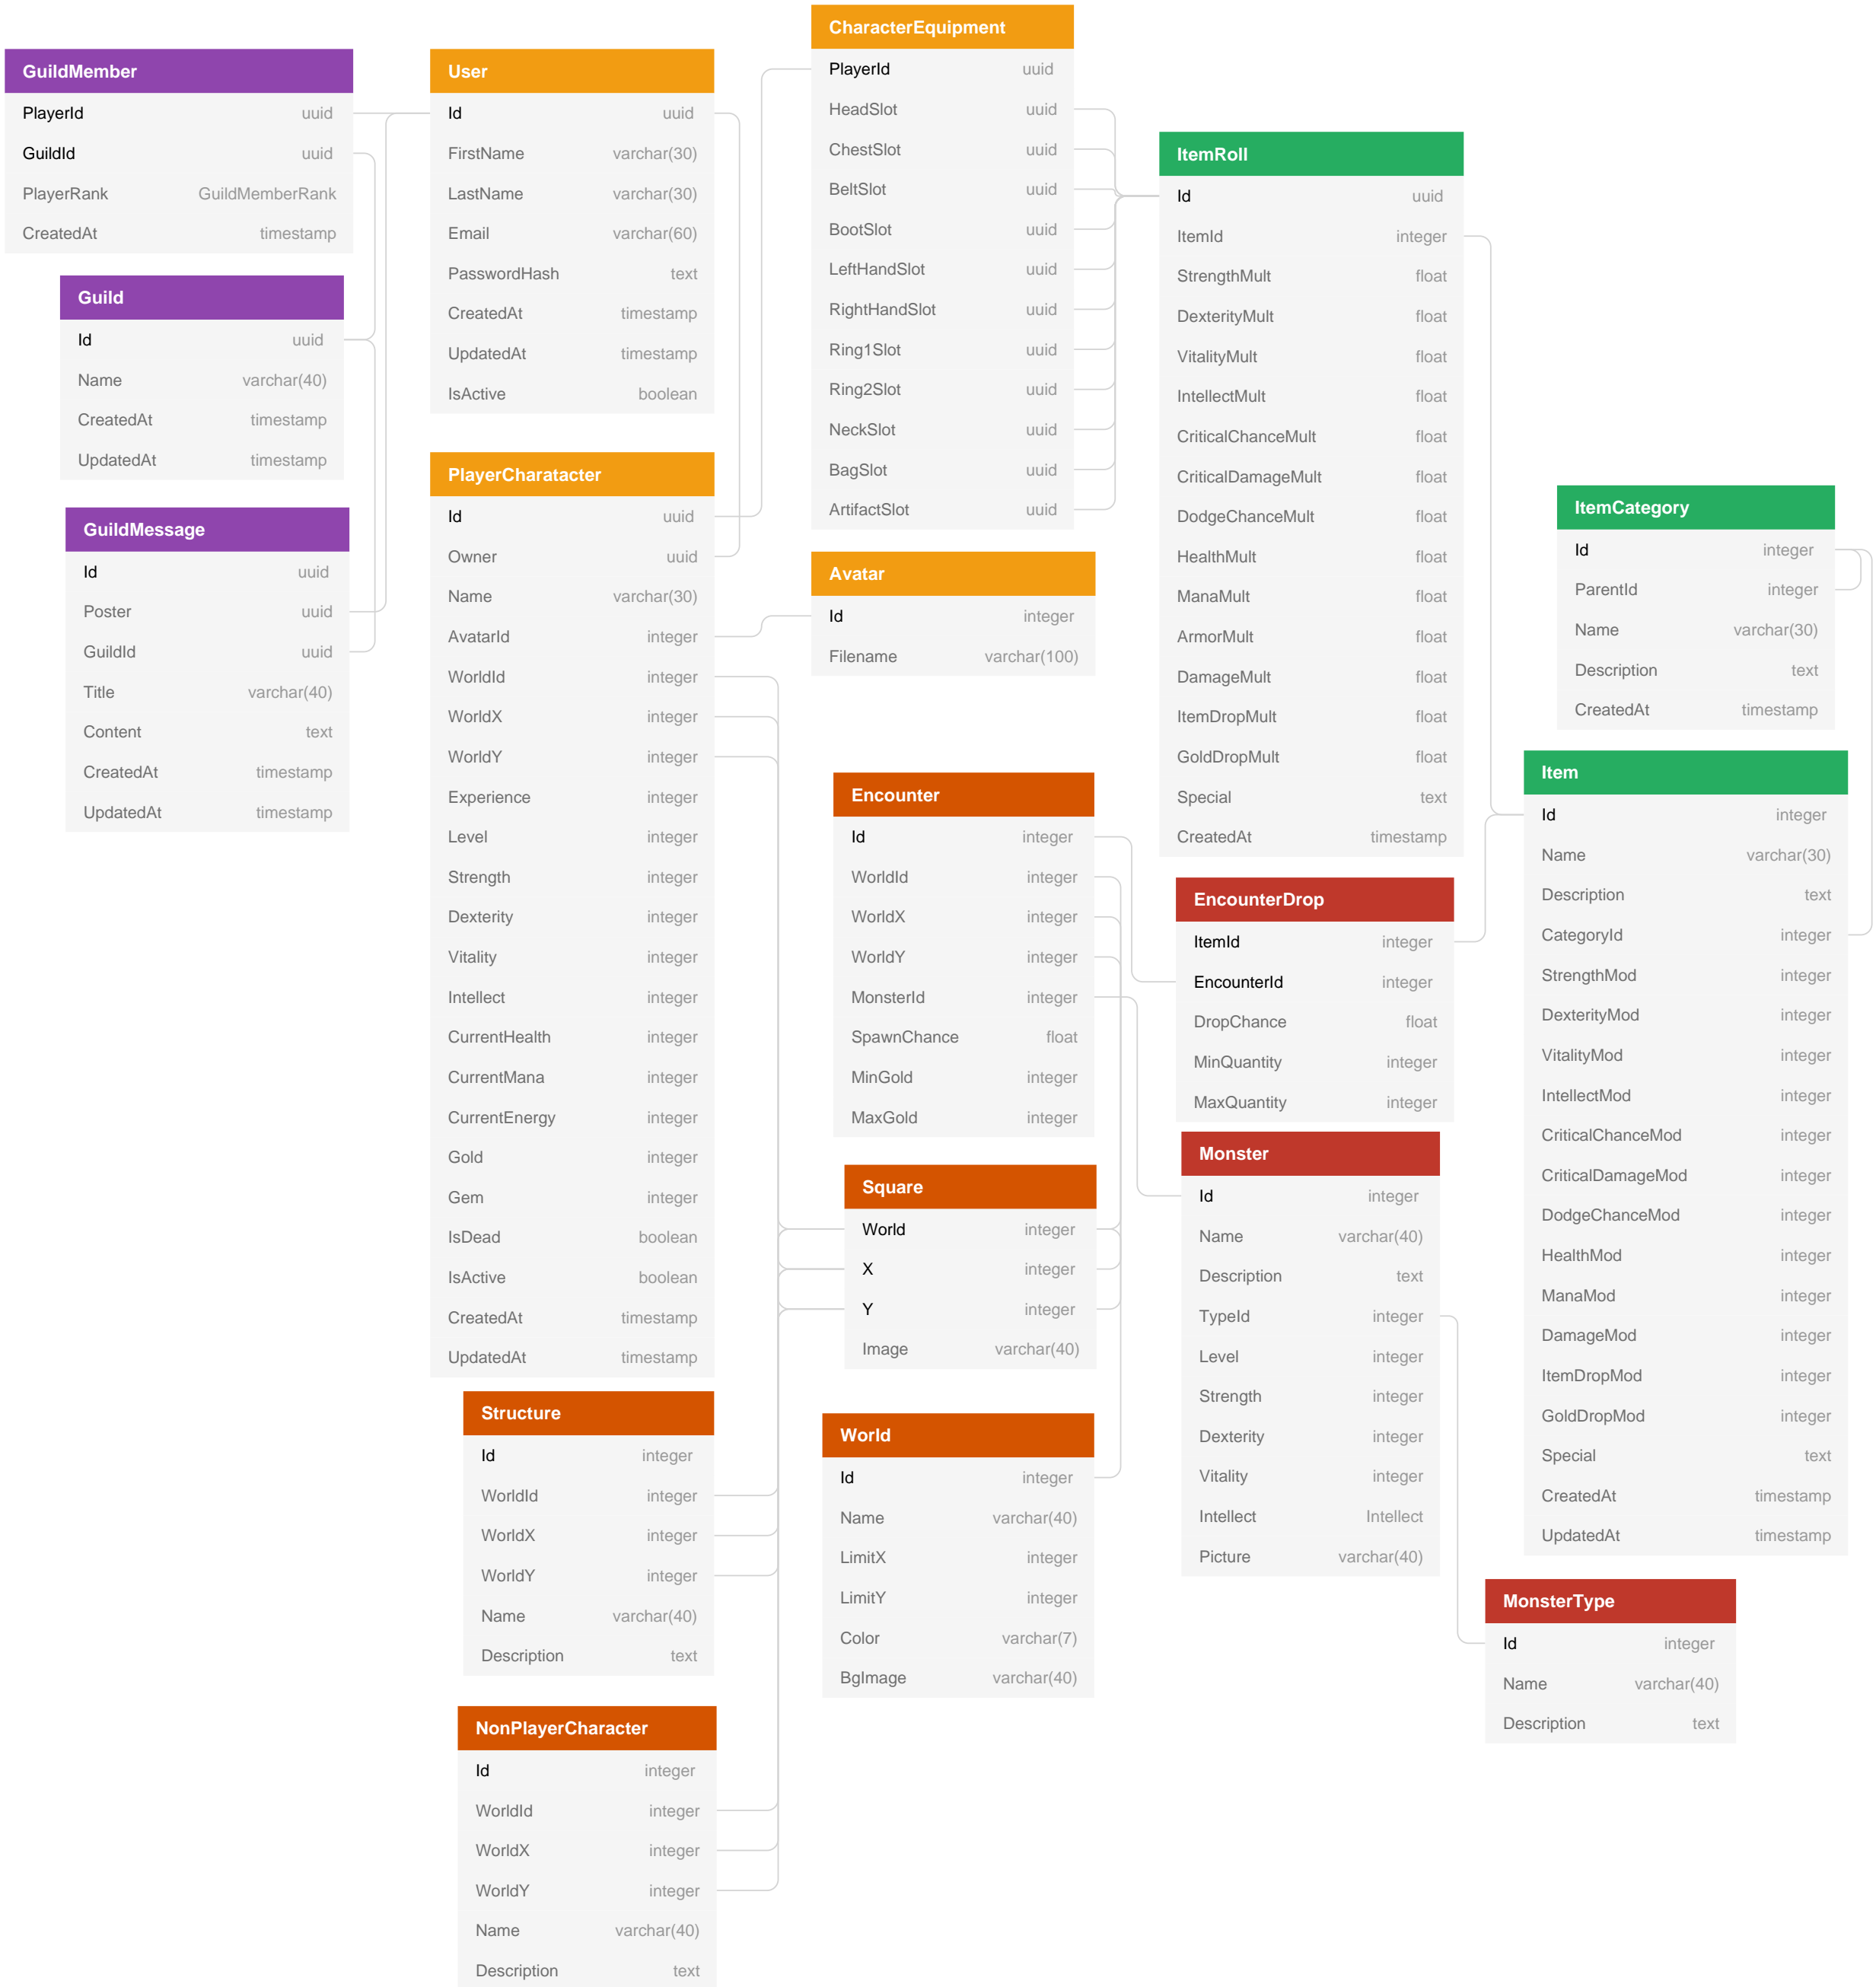 GuildMember
PlayerId uuid
GuildId uuid
PlayerRank GuildMemberRank
CreatedAt timestamp
Guild
Id uuid
Name varchar(40)
CreatedAt timestamp
UpdatedAt timestamp
GuildMessage
Id uuid
Poster uuid
GuildId uuid
Title varchar(40)
Content text
CreatedAt timestamp
UpdatedAt timestamp
User
Id uuid
FirstName varchar(30)
LastName varchar(30)
Email varchar(60)
PasswordHash text
CreatedAt timestamp
UpdatedAt timestamp
IsActive boolean
PlayerCharatacter
Id uuid
Owner uuid
Name varchar(30)
AvatarId integer
WorldId integer
WorldX integer
WorldY integer
Experience integer
Level integer
Strength integer
Dexterity integer
Vitality integer
Intellect integer
CurrentHealth integer
CurrentMana integer
CurrentEnergy integer
Gold integer
Gem integer
IsDead boolean
IsActive boolean
CreatedAt timestamp
UpdatedAt timestamp
Structure
Id integer
WorldId integer
WorldX integer
WorldY integer
Name varchar(40)
Description text
NonPlayerCharacter
Id integer
WorldId integer
WorldX integer
WorldY integer
Name varchar(40)
Description text
CharacterEquipment
PlayerId uuid
HeadSlot uuid
ChestSlot uuid
BeltSlot uuid
BootSlot uuid
LeftHandSlot uuid
RightHandSlot uuid
Ring1Slot uuid
Ring2Slot uuid
NeckSlot uuid
BagSlot uuid
ArtifactSlot uuid
Avatar
Id integer
Filename varchar(100)
Encounter
Id integer
WorldId integer
WorldX integer
WorldY integer
MonsterId integer
SpawnChance float
MinGold integer
MaxGold integer
Square
World integer
X integer
Y integer
Image varchar(40)
World
Id integer
Name varchar(40)
LimitX integer
LimitY integer
Color varchar(7)
BgImage varchar(40)
ItemRoll
Id uuid
ItemId integer
StrengthMult float
DexterityMult float
VitalityMult float
IntellectMult float
CriticalChanceMult float
CriticalDamageMult float
DodgeChanceMult float
HealthMult float
ManaMult float
ArmorMult float
DamageMult float
ItemDropMult float
GoldDropMult float
Special text
CreatedAt timestamp
EncounterDrop
ItemId integer
EncounterId integer
DropChance float
MinQuantity integer
MaxQuantity integer
Monster
Id integer
Name varchar(40)
Description text
TypeId integer
Level integer
Strength integer
Dexterity integer
Vitality integer
Intellect Intellect
Picture varchar(40)
ItemCategory
Id integer
ParentId integer
Name varchar(30)
Description text
CreatedAt timestamp
Item
Id integer
Name varchar(30)
Description text
CategoryId integer
StrengthMod integer
DexterityMod integer
VitalityMod integer
IntellectMod integer
CriticalChanceMod integer
CriticalDamageMod integer
DodgeChanceMod integer
HealthMod integer
ManaMod integer
DamageMod integer
ItemDropMod integer
GoldDropMod integer
Special text
CreatedAt timestamp
UpdatedAt timestamp
MonsterType
Id integer
Name varchar(40)
Description text